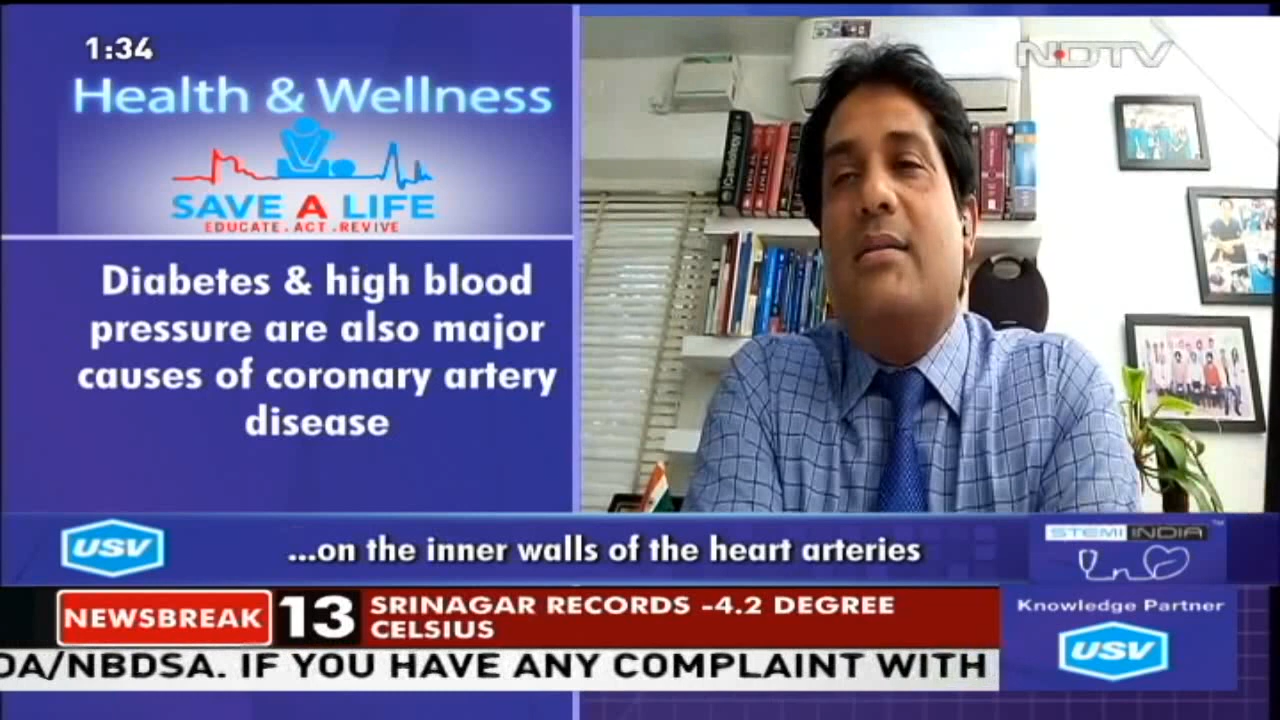 1:34
Health & Wellness
SAVE A LIFE
EDUCATE . ACT . REVIVE
Diabetes & high blood
pressure are also major
causes of coronary artery
disease
NDTV
Cardiology
USV
...on the inner walls of the heart arteries
STEMI INDIA™
NEWSBREAK
13
SRINAGAR RECORDS -4.2 DEGREE
CELSIUS
Knowledge Partner
USV
DA/NBDSA. IF YOU HAVE ANY COMPLAINT WITH